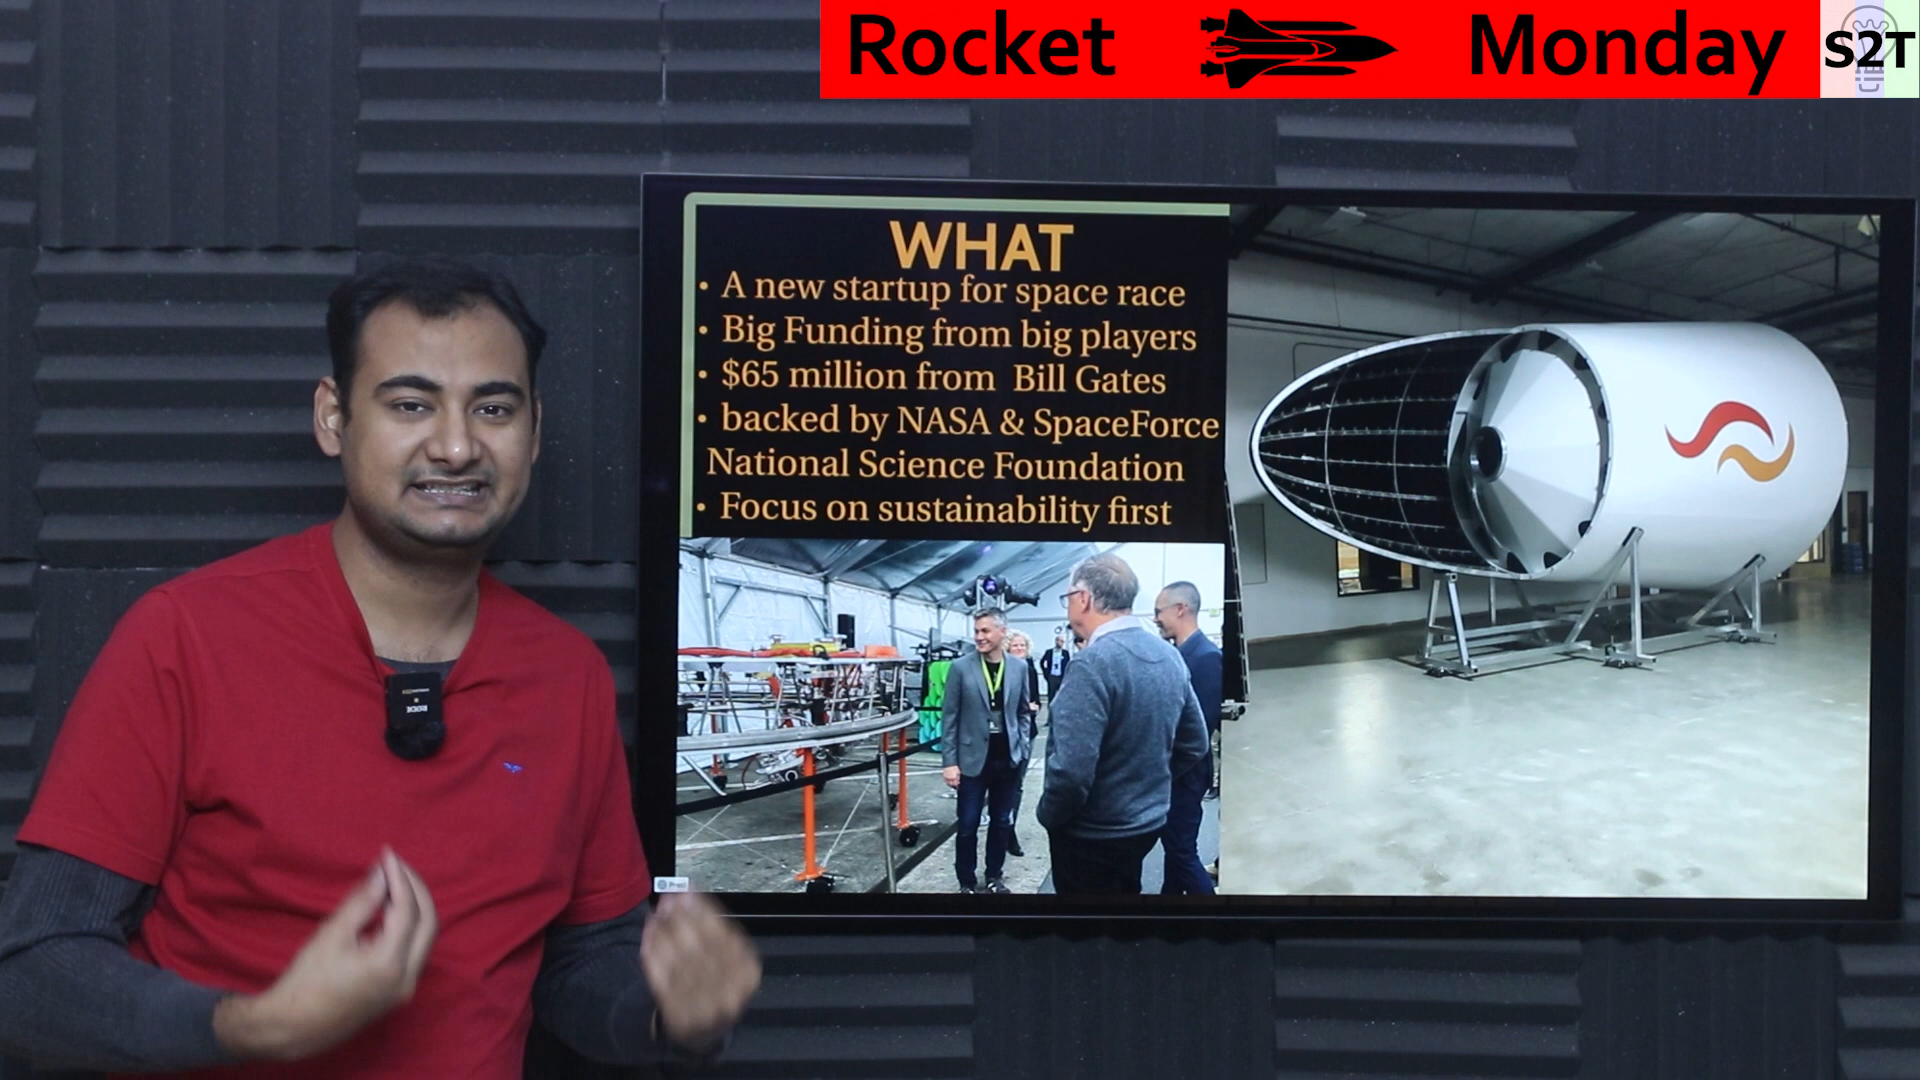 Rocket Monday S2T
WHAT
• A new startup for space race
• Big Funding from big players
• $65 million from Bill Gates
• backed by NASA & SpaceForce
National Science Foundation
• Focus on sustainability first
RØDE